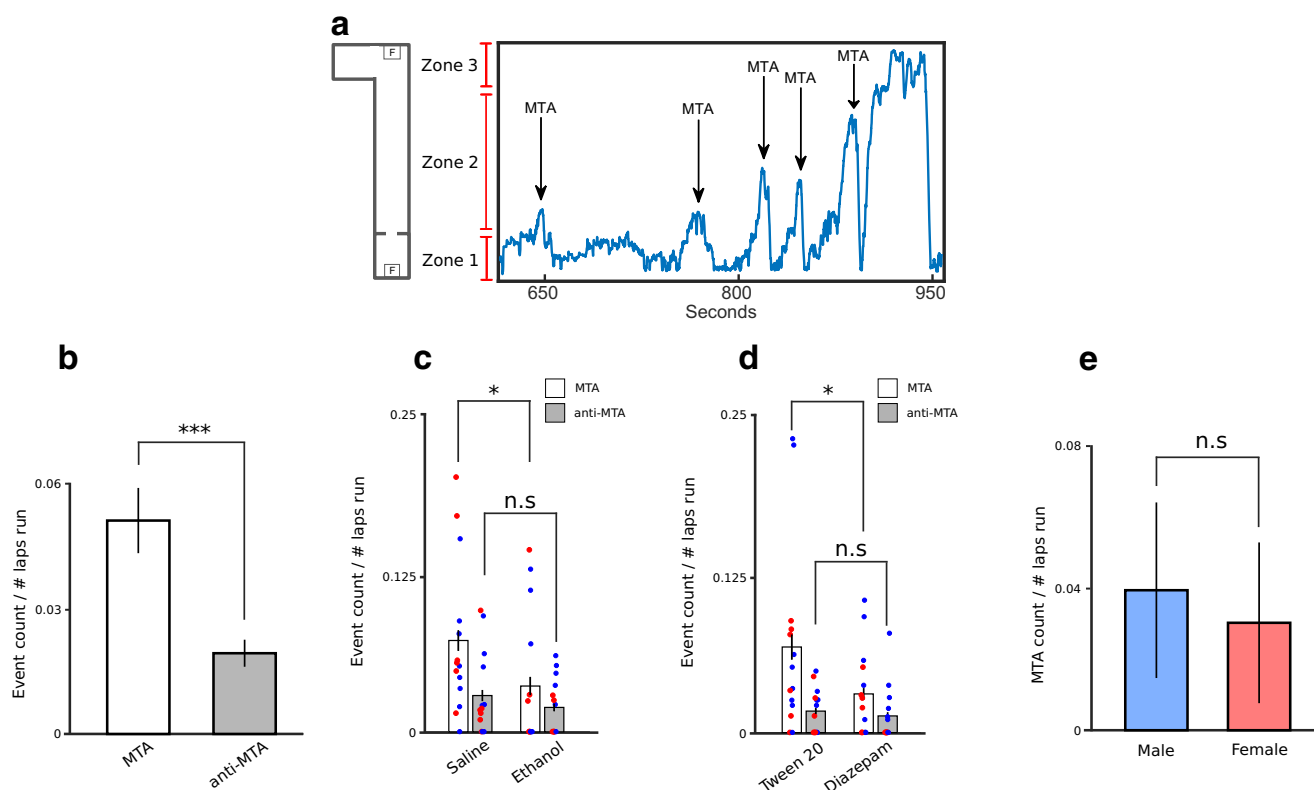 a
F
F
Zone 3
Zone 2
Zone 1
MTA
MTA
MTA
MTA
MTA
650
800
950
Seconds
b
Event count / # laps run
0.06
0.03
0
***
MTA
anti-MTA
c
Event count / # laps run
0.25
0.125
0
*
n.s
MTA
anti-MTA
Saline
Ethanol
d
Event count / # laps run
0.25
0.125
0
*
n.s
MTA
anti-MTA
Tween 20
Diazepam
e
MTA count / # laps run
0.08
0.04
0
n.s
Male
Female